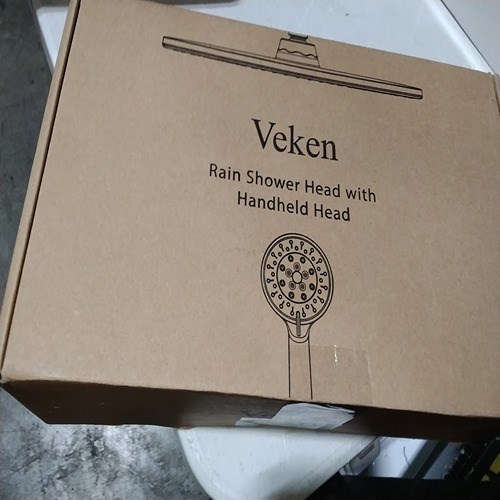 Veken
Rain Shower Head with
Handheld Head